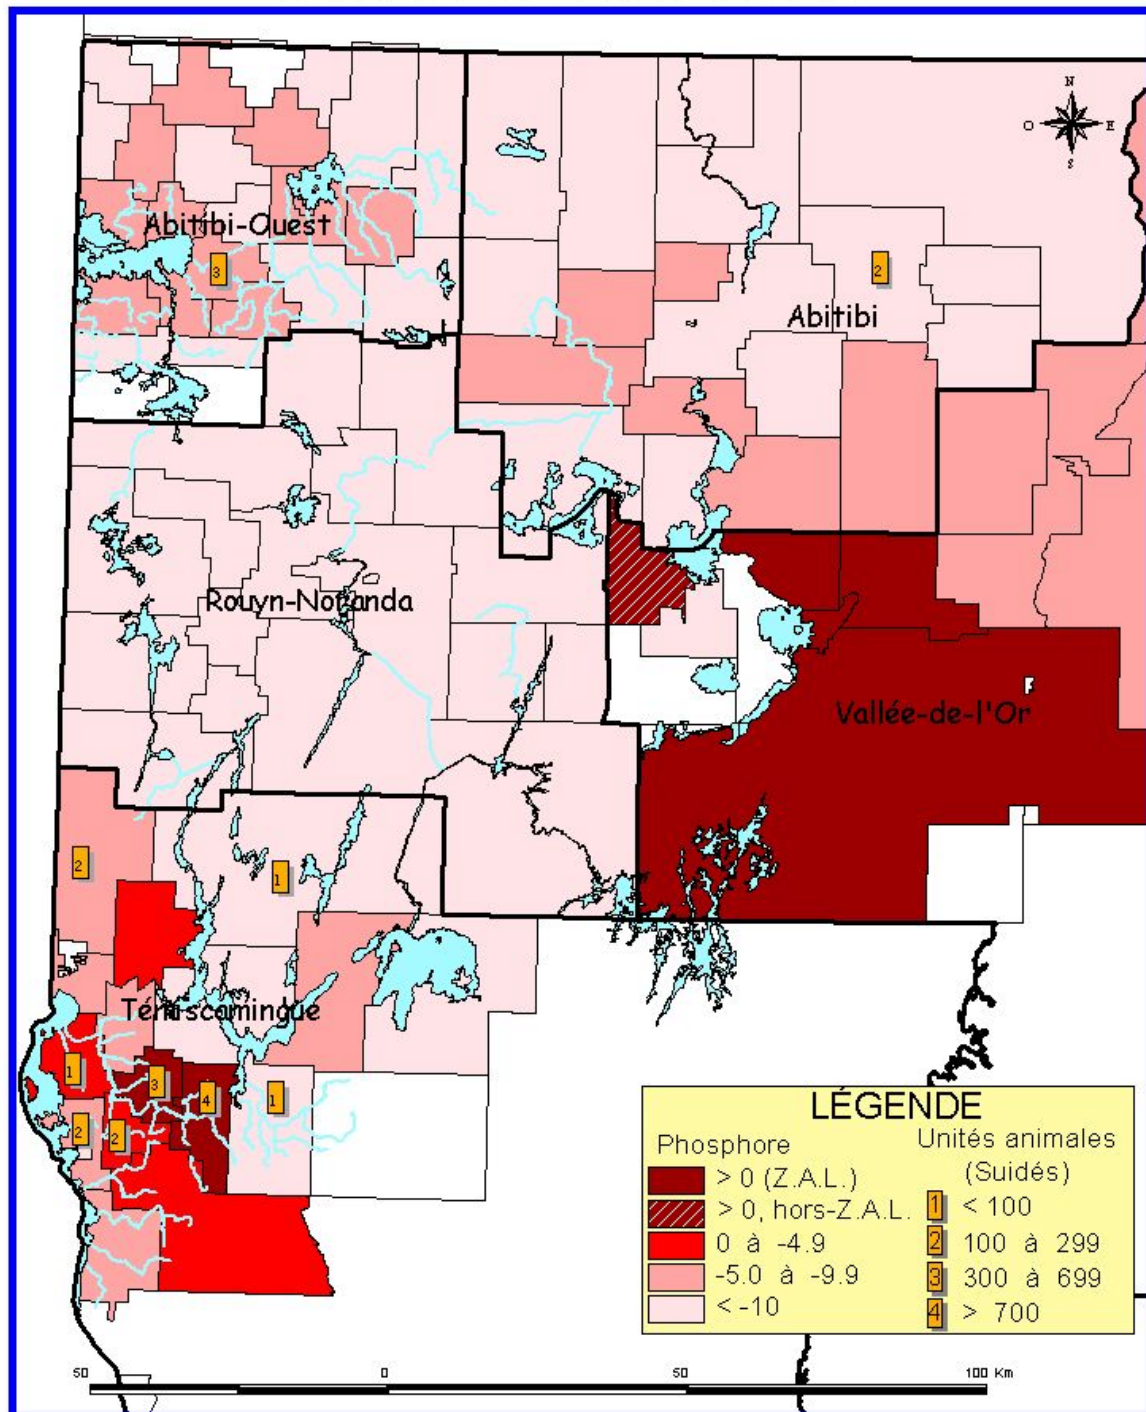 N
O E
S
Abitibi-Ouest
3
2
Abitibi
Rouyn-Noranda
Vallée-de-l'Or
2
1
Témiscamingue
1
3
4
1
2
2
LÉGENDE
Phosphore
> 0 (Z.A.L.)
> 0, hors-Z.A.L.
0 à -4.9
-5.0 à -9.9
< -10
Unités animales
(Suidés)
1 < 100
2 100 à 299
3 300 à 699
4 > 700
50 0 50 100 Km